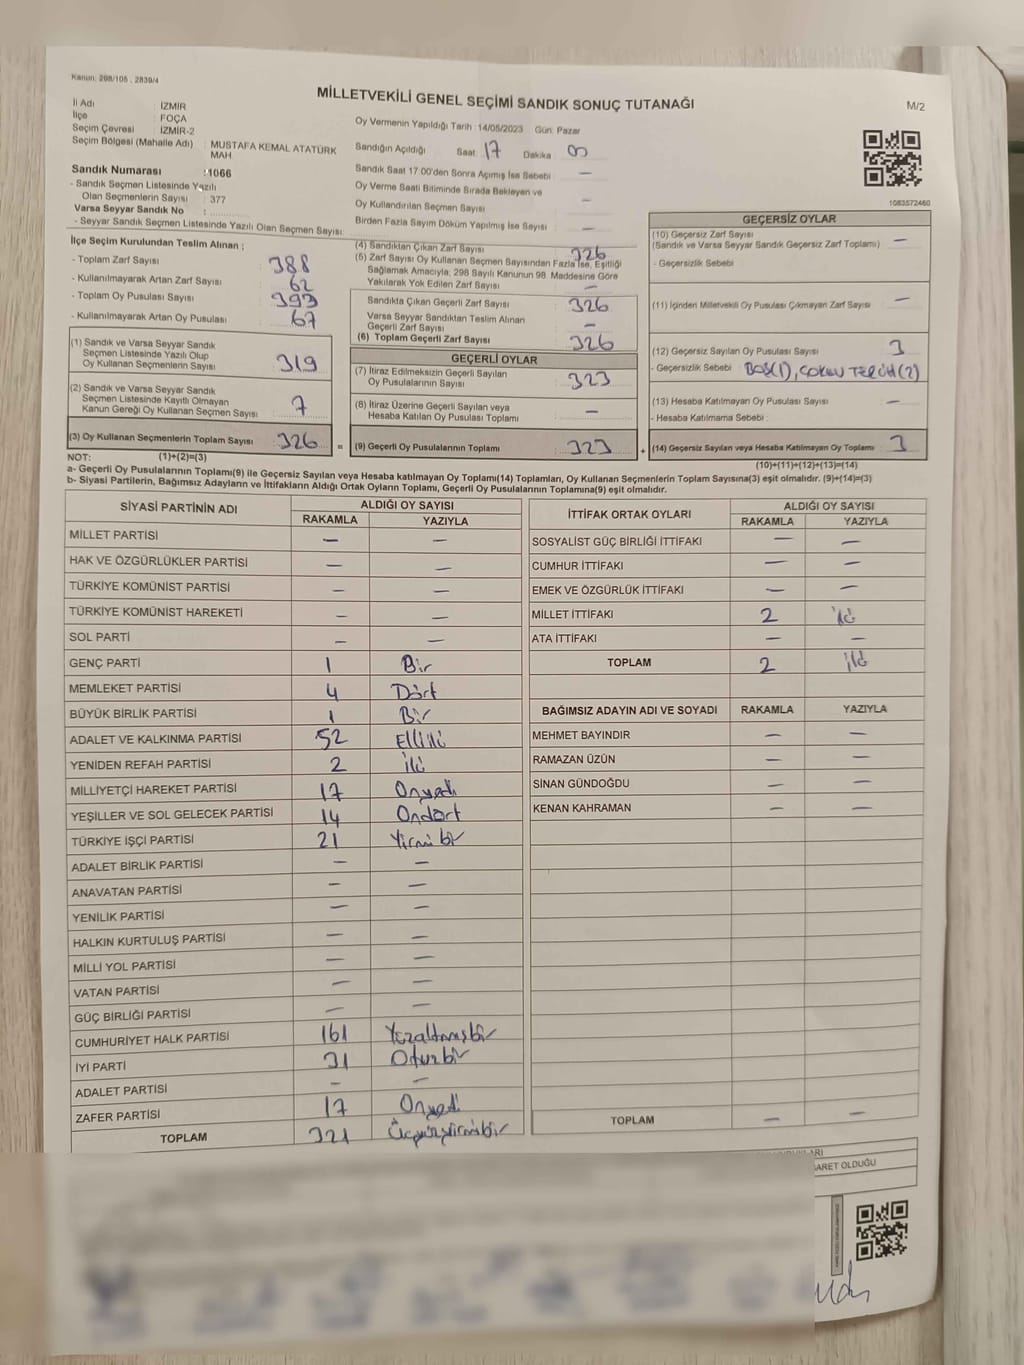 Kanun: 298/105 , 2839/4
MİLLETVEKİLİ GENEL SEÇİMİ SANDIK SONUÇ TUTANAĞI
M/2
İl Adı : İZMİR
İlçe : FOÇA
Seçim Çevresi : İZMİR-2
Seçim Bölgesi (Mahalle Adı) : MUSTAFA KEMAL ATATÜRK MAH
Sandık Numarası : 1066
- Sandık Seçmen Listesinde Yazılı
Olan Seçmenlerin Sayısı : 377
Varsa Seyyar Sandık No :
- Seyyar Sandık Seçmen Listesinde Yazılı Olan Seçmen Sayısı:
Oy Vermenin Yapıldığı Tarih : 14/05/2023 Gün: Pazar
Sandığın Açıldığı Saat: 17 Dakika 00
Sandık Saat 17:00'den Sonra Açımış İse Sebebi : —
Oy Verme Saati Bitiminde Sırada Bekleyen ve
Oy Kullandırılan Seçmen Sayısı : —
Birden Fazla Sayım Döküm Yapılmış İse Sayısı : —
1083572460
İlçe Seçim Kurulundan Teslim Alınan ;
- Toplam Zarf Sayısı : 388
- Kullanılmayarak Artan Zarf Sayısı : 62
- Toplam Oy Pusulası Sayısı : 393
- Kullanılmayarak Artan Oy Pusulası : 67
(1) Sandık ve Varsa Seyyar Sandık
Seçmen Listesinde Yazılı Olup
Oy Kullanan Seçmenlerin Sayısı : 319
(2) Sandık ve Varsa Seyyar Sandık
Seçmen Listesinde Kayıtlı Olmayan
Kanun Gereği Oy Kullanan Seçmen Sayısı : 7
(3) Oy Kullanan Seçmenlerin Toplam Sayısı : 326
(1)+(2)=(3)
(4) Sandıktan Çıkan Zarf Sayısı : 326
(5) Zarf Sayısı Oy Kullanan Seçmen Sayısından Fazla İse, Eşitliği
Sağlamak Amacıyla, 298 Sayılı Kanunun 98. Maddesine Göre
Yakılarak Yok Edilen Zarf Sayısı : —
Sandıkta Çıkan Geçerli Zarf Sayısı : 326
Varsa Seyyar Sandıktan Teslim Alınan
Geçerli Zarf Sayısı : —
(6) Toplam Geçerli Zarf Sayısı : 326
GEÇERLİ OYLAR
(7) İtiraz Edilmeksizin Geçerli Sayılan
Oy Pusulalarının Sayısı : 323
(8) İtiraz Üzerine Geçerli Sayılan veya
Hesaba Katılan Oy Pusulası Toplamı : —
= (9) Geçerli Oy Pusulalarının Toplamı : 323
GEÇERSİZ OYLAR
(10) Geçersiz Zarf Sayısı
(Sandık ve Varsa Seyyar Sandık Geçersiz Zarf Toplamı) : —
- Geçersizlik Sebebi :
(11) İçinden Milletvekili Oy Pusulası Çıkmayan Zarf Sayısı : —
(12) Geçersiz Sayılan Oy Pusulası Sayısı : 3
- Geçersizlik Sebebi : BOŞ(1), ÇOKLU TERCİH(2)
(13) Hesaba Katılmayan Oy Pusulası Sayısı : —
- Hesaba Katılmama Sebebi :
+ (14) Geçersiz Sayılan veya Hesaba Katılmayan Oy Toplamı : 3
(10)+(11)+(12)+(13)=(14)
NOT:
a- Geçerli Oy Pusulalarının Toplamı(9) ile Geçersiz Sayılan veya Hesaba katılmayan Oy Toplamı(14) Toplamları, Oy Kullanan Seçmenlerin Toplam Sayısına(3) eşit olmalıdır. (9)+(14)=(3)
b- Siyasi Partilerin, Bağımsız Adayların ve İttifakların Aldığı Ortak Oyların Toplamı, Geçerli Oy Pusulalarının Toplamına(9) eşit olmalıdır.
SİYASİ PARTİNİN ADI ALDIĞI OY SAYISI
RAKAMLA YAZIYLA
MİLLET PARTİSİ — —
HAK VE ÖZGÜRLÜKLER PARTİSİ — —
TÜRKİYE KOMÜNİST PARTİSİ — —
TÜRKİYE KOMÜNİST HAREKETİ — —
SOL PARTİ — —
GENÇ PARTİ 1 Bir
MEMLEKET PARTİSİ 4 Dört
BÜYÜK BİRLİK PARTİSİ 1 Bir
ADALET VE KALKINMA PARTİSİ 52 Elliiki
YENİDEN REFAH PARTİSİ 2 İki
MİLLİYETÇİ HAREKET PARTİSİ 17 Onyedi
YEŞİLLER VE SOL GELECEK PARTİSİ 14 Ondört
TÜRKİYE İŞÇİ PARTİSİ 21 Yirmibir
ADALET BİRLİK PARTİSİ — —
ANAVATAN PARTİSİ — —
YENİLİK PARTİSİ — —
HALKIN KURTULUŞ PARTİSİ — —
MİLLİ YOL PARTİSİ — —
VATAN PARTİSİ — —
GÜÇ BİRLİĞİ PARTİSİ — —
CUMHURİYET HALK PARTİSİ 161 Yüzaltmışbir
İYİ PARTİ 31 Otuzbir
ADALET PARTİSİ — —
ZAFER PARTİSİ 17 Onyedi
TOPLAM 321 Üçyüzyirmibir
İTTİFAK ORTAK OYLARI ALDIĞI OY SAYISI
RAKAMLA YAZIYLA
SOSYALİST GÜÇ BİRLİĞİ İTTİFAKI — —
CUMHUR İTTİFAKI — —
EMEK VE ÖZGÜRLÜK İTTİFAKI — —
MİLLET İTTİFAKI 2 iki
ATA İTTİFAKI — —
TOPLAM 2 iki
BAĞIMSIZ ADAYIN ADI VE SOYADI RAKAMLA YAZIYLA
MEHMET BAYINDIR — —
RAMAZAN ÜZÜN — —
SİNAN GÜNDOĞDU — —
KENAN KAHRAMAN — —
TOPLAM — —